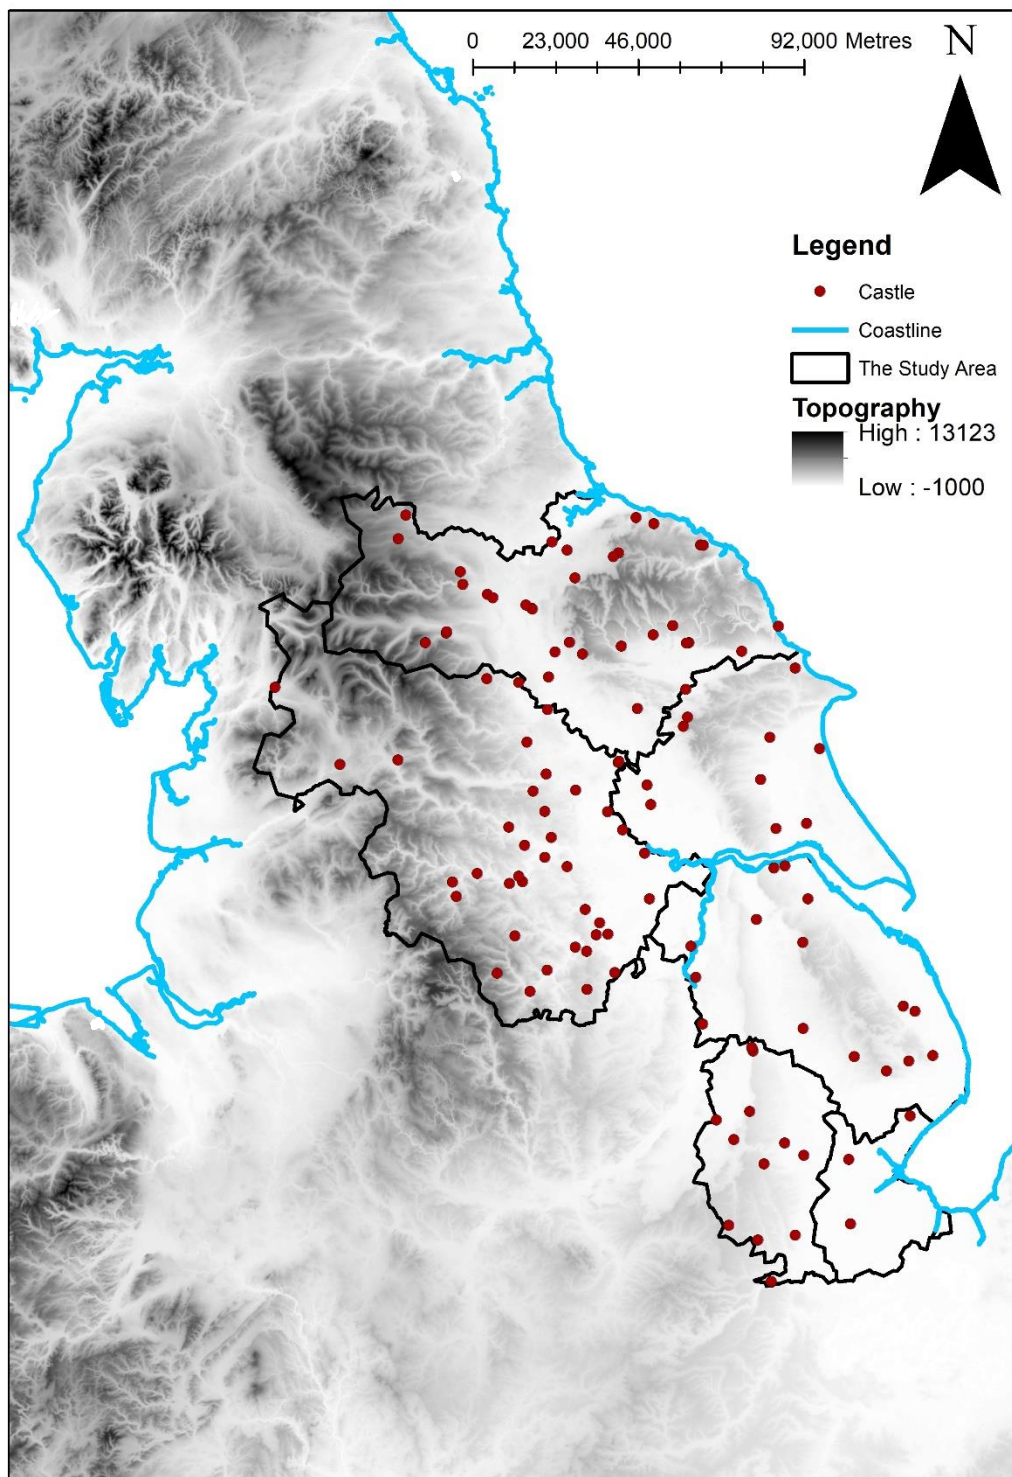 0 23,000 46,000 92,000 Metres
N
Legend
Castle
Coastline
The Study Area
Topography
High : 13123
Low : -1000